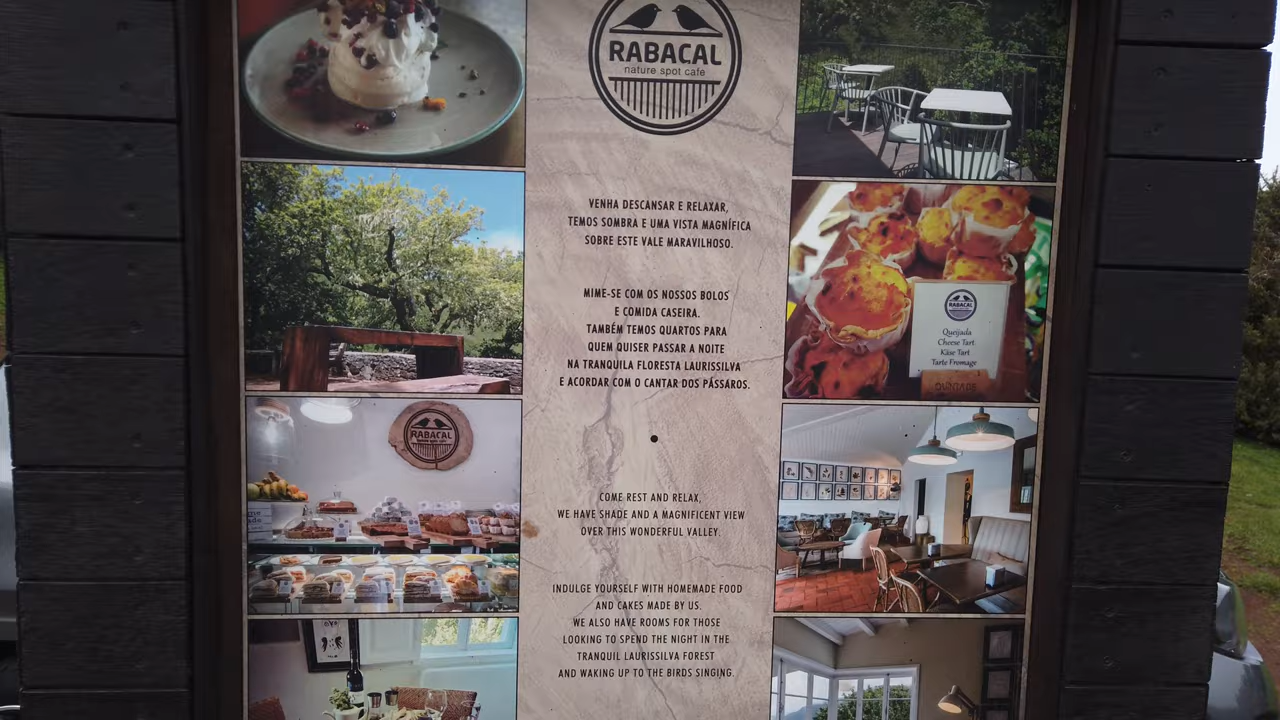 RABACAL
nature spot cafe
VENHA DESCANSAR E RELAXAR,
TEMOS SOMBRA E UMA VISTA MAGNÍFICA
SOBRE ESTE VALE MARAVILHOSO.
MIME-SE COM OS NOSSOS BOLOS
E COMIDA CASEIRA.
TAMBÉM TEMOS QUARTOS PARA
QUEM QUISER PASSAR A NOITE
NA TRANQUILA FLORESTA LAURISSILVA
E ACORDAR COM O CANTAR DOS PÁSSAROS.
COME REST AND RELAX,
WE HAVE SHADE AND A MAGNIFICENT VIEW
OVER THIS WONDERFUL VALLEY.
INDULGE YOURSELF WITH HOMEMADE FOOD
AND CAKES MADE BY US.
WE ALSO HAVE ROOMS FOR THOSE
LOOKING TO SPEND THE NIGHT IN THE
TRANQUIL LAURISSILVA FOREST
AND WAKING UP TO THE BIRDS SINGING.
RABACAL
Queijada
Cheese Tart
Käse Tart
Tarte Fromage
RABACAL
nature spot cafe